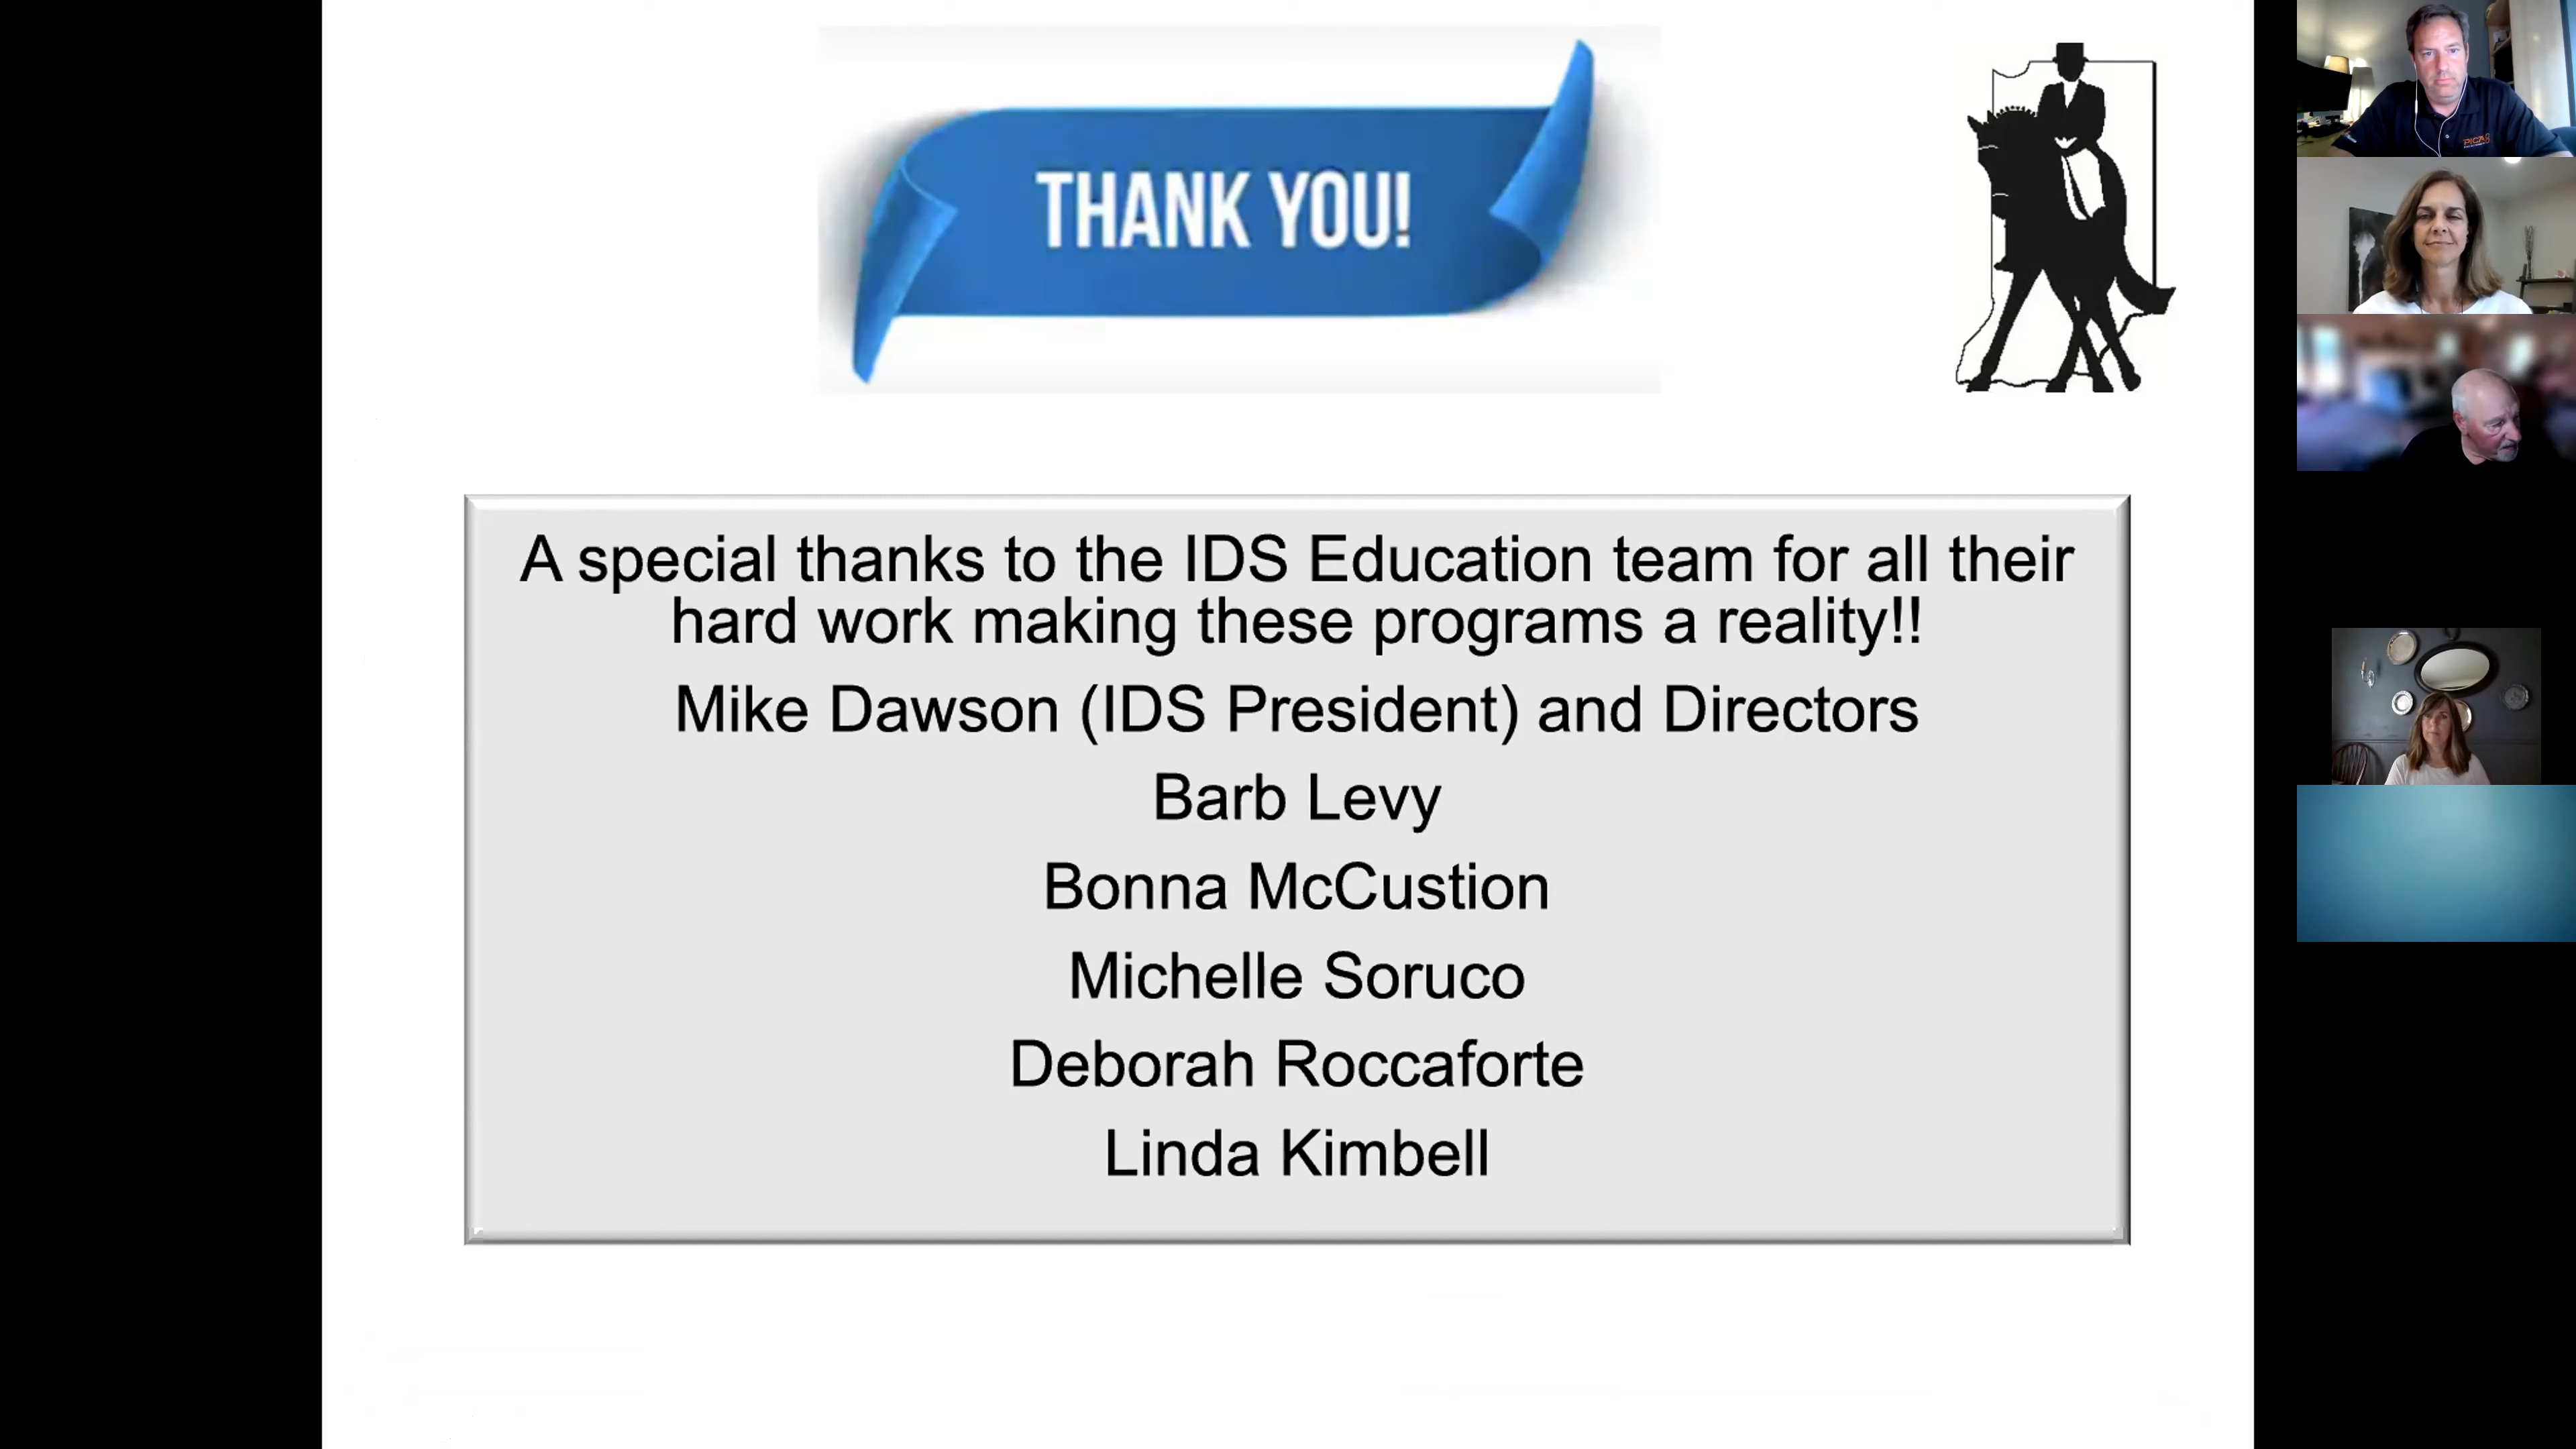 THANK YOU!
A special thanks to the IDS Education team for all their
hard work making these programs a reality!!
Mike Dawson (IDS President) and Directors
Barb Levy
Bonna McCustion
Michelle Soruco
Deborah Roccaforte
Linda Kimbell